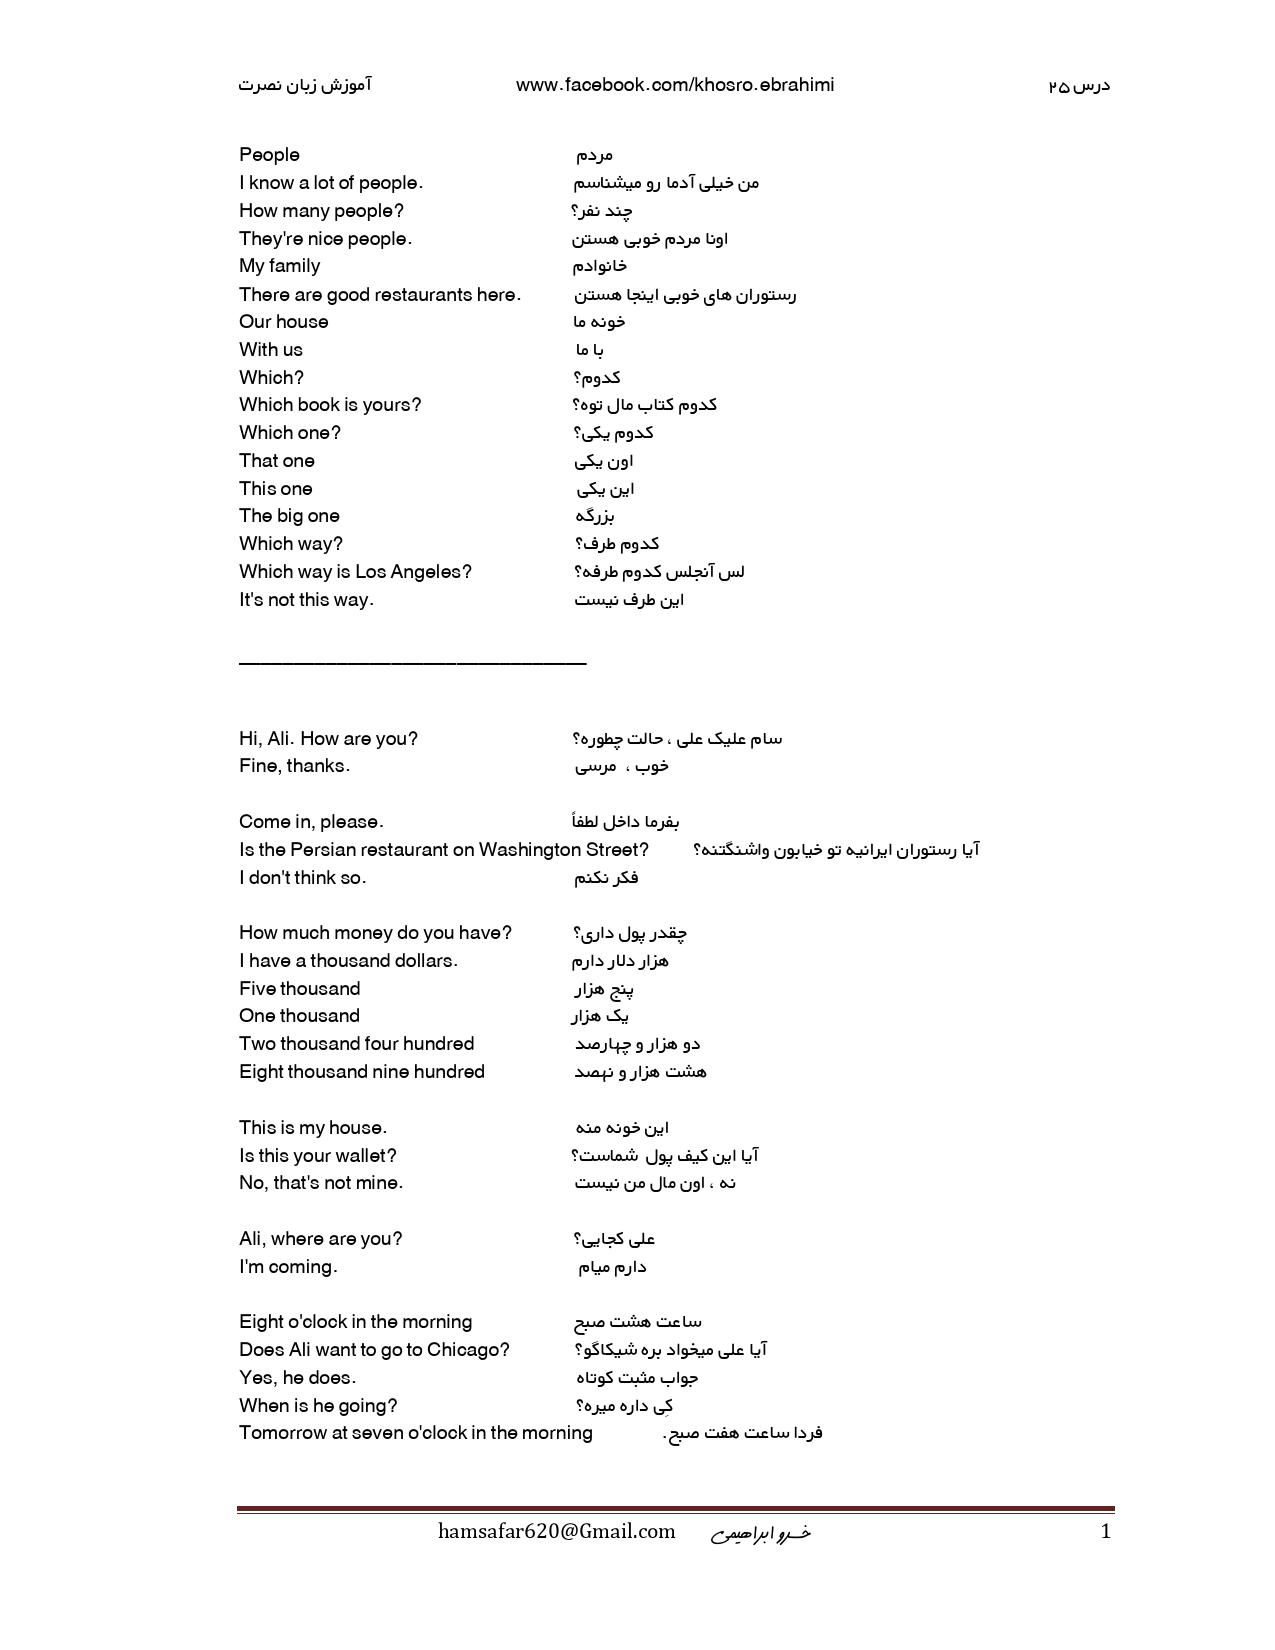 آموزش زبان نصرت www.facebook.com/khosro.ebrahimi درس ۲۵
People مردم
I know a lot of people. من خیلی آدما رو میشناسم
How many people? چند نفر؟
They're nice people. اونا مردم خوبی هستن
My family خانوادم
There are good restaurants here. رستوران های خوبی اینجا هستن
Our house خونه ما
With us با ما
Which? کدوم؟
Which book is yours? کدوم کتاب مال توه؟
Which one? کدوم یکی؟
That one اون یکی
This one این یکی
The big one بزرگه
Which way? کدوم طرف؟
Which way is Los Angeles? لس آنجلس کدوم طرفه؟
It's not this way. این طرف نیست
Hi, Ali. How are you? سام علیک علی ، حالت چطوره؟
Fine, thanks. خوب ، مرسی
Come in, please. بفرما داخل لطفاً
Is the Persian restaurant on Washington Street? آیا رستوران ایرانیه تو خیابون واشنگتنه؟
I don't think so. فکر نکنم
How much money do you have? چقدر پول داری؟
I have a thousand dollars. هزار دلار دارم
Five thousand پنج هزار
One thousand یک هزار
Two thousand four hundred دو هزار و چهارصد
Eight thousand nine hundred هشت هزار و نهصد
This is my house. این خونه منه
Is this your wallet? آیا این کیف پول شماست؟
No, that's not mine. نه ، اون مال من نیست
Ali, where are you? علی کجایی؟
I'm coming. دارم میام
Eight o'clock in the morning ساعت هشت صبح
Does Ali want to go to Chicago? آیا علی میخواد بره شیکاگو؟
Yes, he does. جواب مثبت کوتاه
When is he going? کِی داره میره؟
Tomorrow at seven o'clock in the morning فردا ساعت هفت صبح.
hamsafar620@Gmail.com خسرو ابراهیمی 1